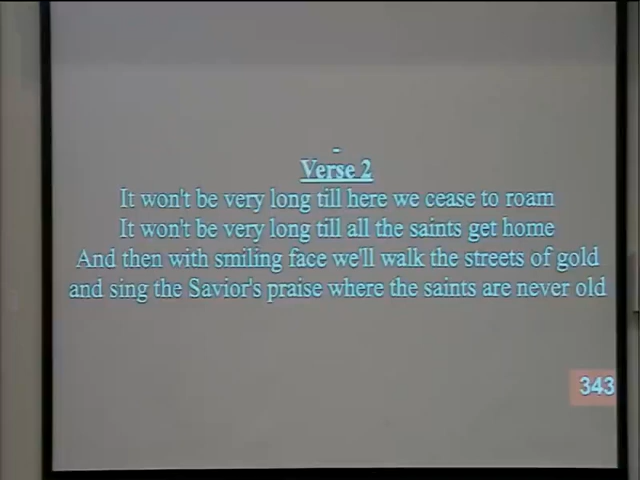 Verse 2
It won't be very long till here we cease to roam
It won't be very long till all the saints get home
And then with smiling face we'll walk the streets of gold
and sing the Savior's praise where the saints are never old
343